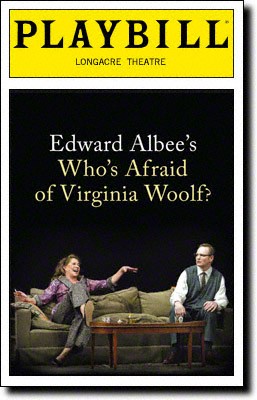 PLAYBILL
LONGACRE THEATRE
Edward Albee's
Who's Afraid
of Virginia Woolf?